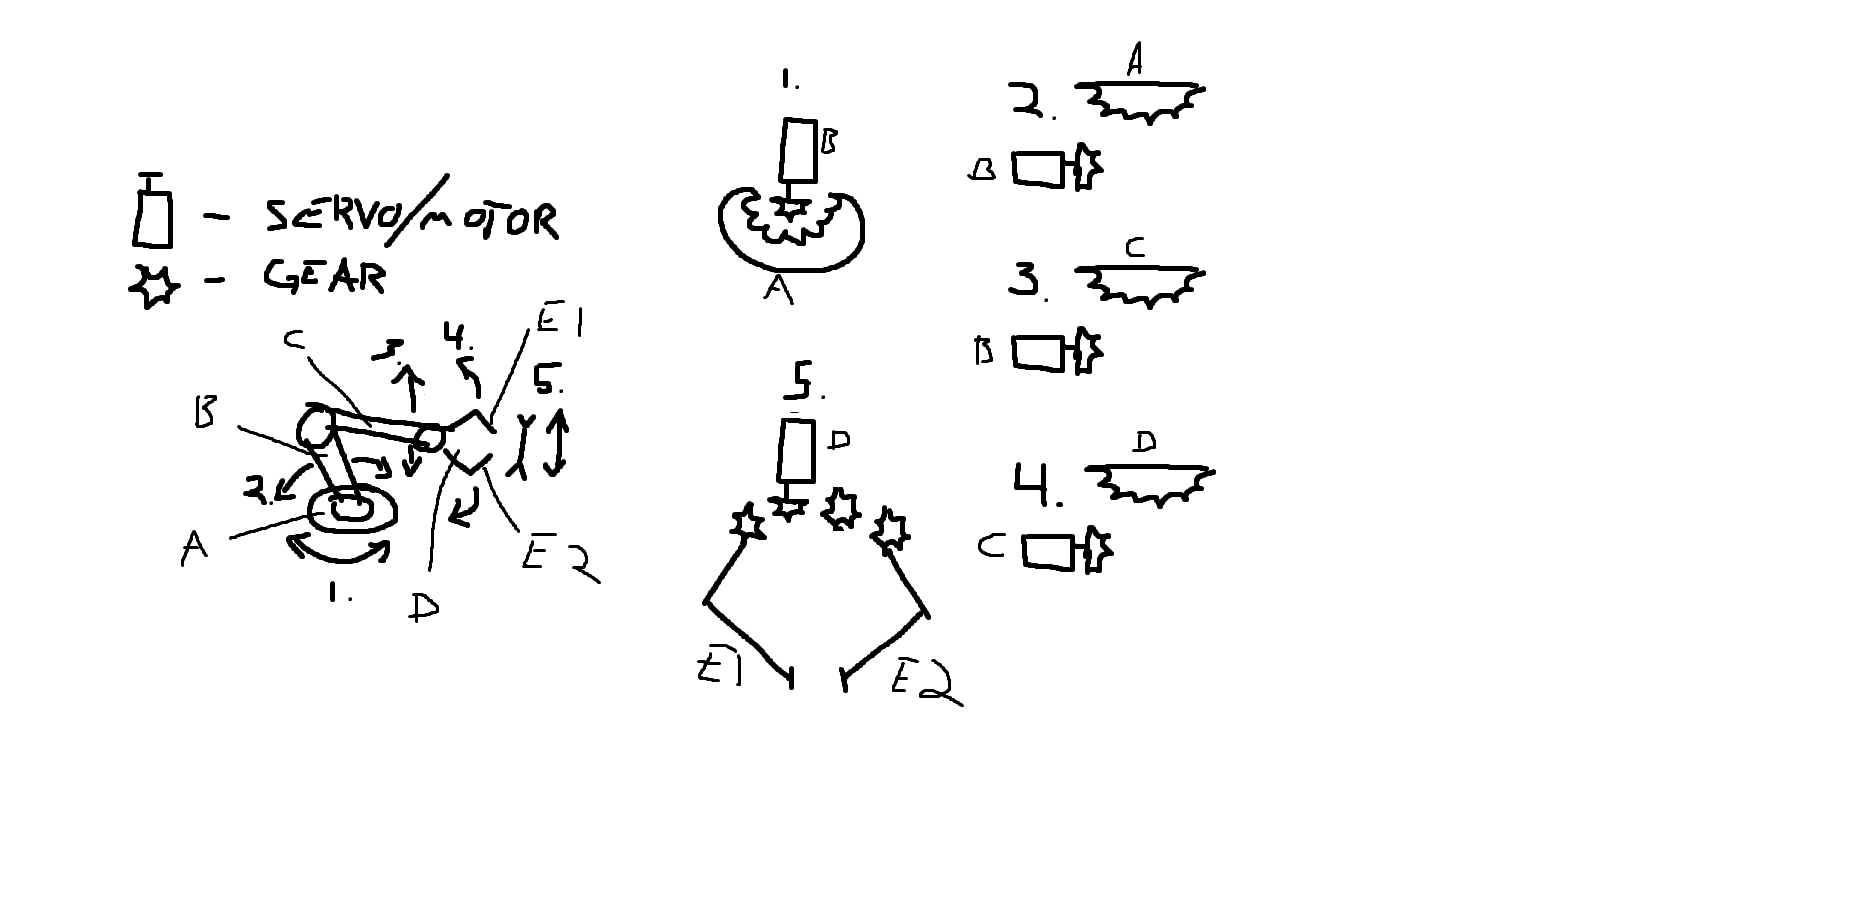 - SERVO/MOTOR
- GEAR
C
3.
4.
E1
5.
B
2.
A
1.
D
E2
1.
B
A
5.
D
E1
E2
2.
A
B
3.
C
B
4.
D
C